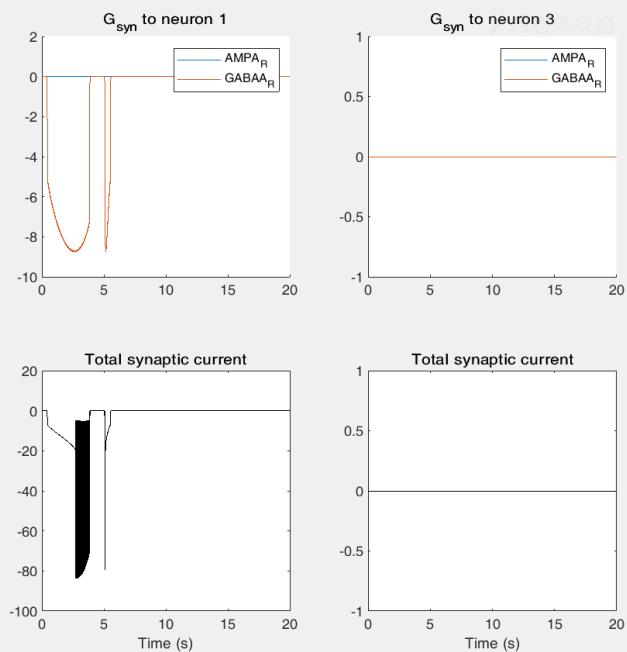 G_syn to neuron 1
2
0
-2
-4
-6
-8
-10
0 5 10 15 20
AMPA_R
GABAA_R
G_syn to neuron 3
1
0.5
0
-0.5
-1
0 5 10 15 20
AMPA_R
GABAA_R
Total synaptic current
20
0
-20
-40
-60
-80
-100
0 5 10 15 20
Time (s)
Total synaptic current
1
0.5
0
-0.5
-1
0 5 10 15 20
Time (s)